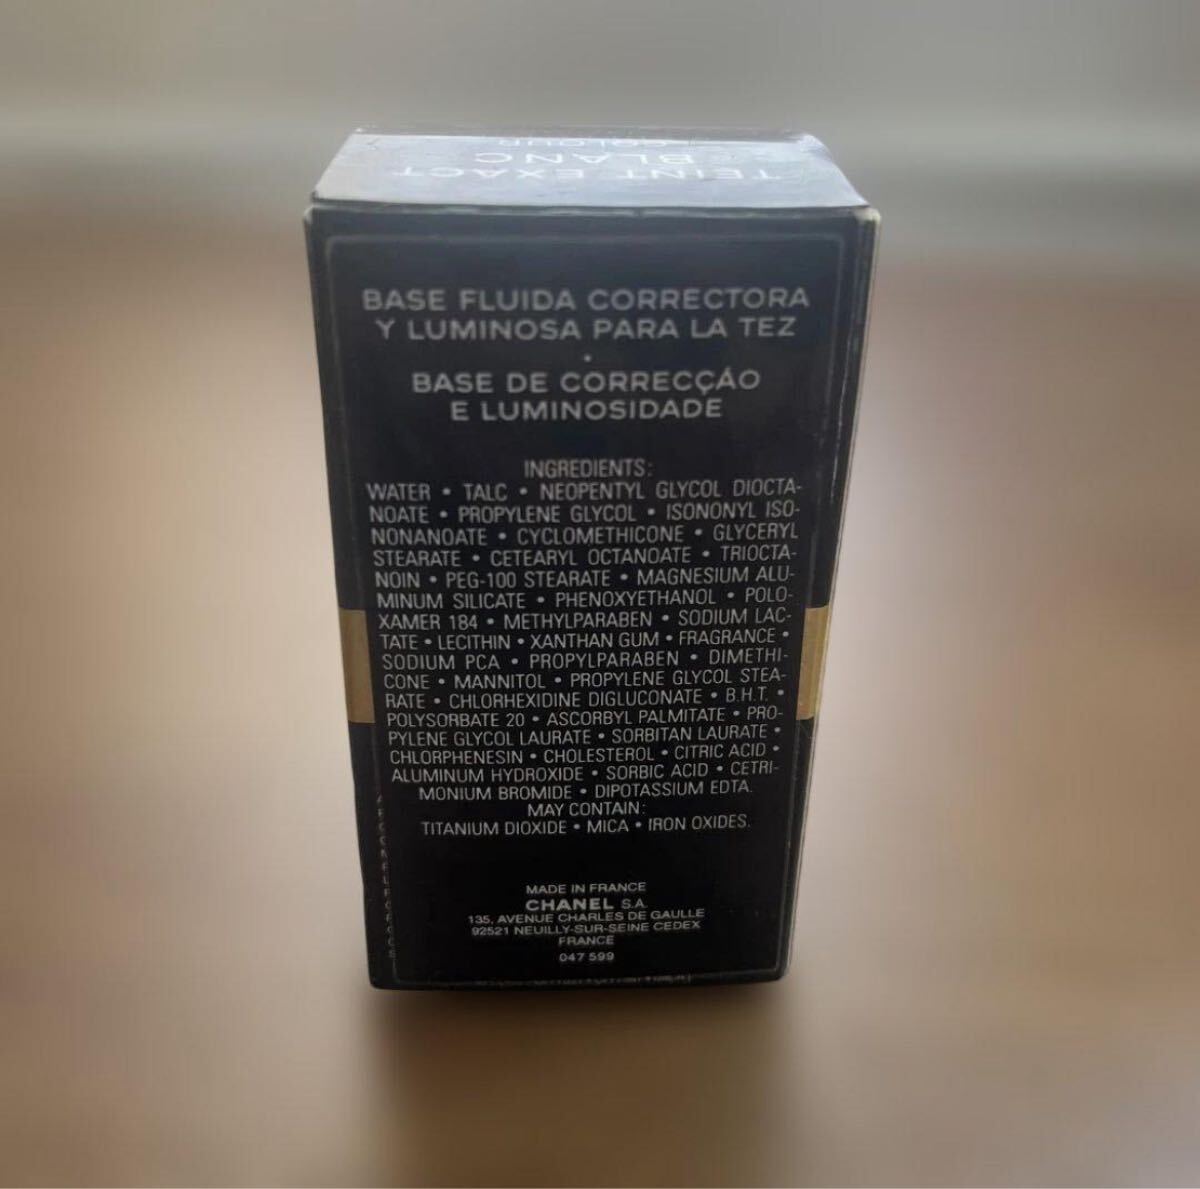 TEINT EXACT
BLANC
COLOUR
BASE FLUIDA CORRECTORA
Y LUMINOSA PARA LA TEZ
•
BASE DE CORRECÇÁO
E LUMINOSIDADE
INGREDIENTS:
WATER • TALC • NEOPENTYL GLYCOL DIOCTA-
NOATE • PROPYLENE GLYCOL • ISONONYL ISO-
NONANOATE • CYCLOMETHICONE • GLYCERYL
STEARATE • CETEARYL OCTANOATE • TRIOCTA-
NOIN • PEG-100 STEARATE • MAGNESIUM ALU-
MINUM SILICATE • PHENOXYETHANOL • POLO-
XAMER 184 • METHYLPARABEN • SODIUM LAC-
TATE • LECITHIN • XANTHAN GUM • FRAGRANCE •
SODIUM PCA • PROPYLPARABEN • DIMETHI-
CONE • MANNITOL • PROPYLENE GLYCOL STEA-
RATE • CHLORHEXIDINE DIGLUCONATE • B.H.T. •
POLYSORBATE 20 • ASCORBYL PALMITATE • PRO-
PYLENE GLYCOL LAURATE • SORBITAN LAURATE •
CHLORPHENESIN • CHOLESTEROL • CITRIC ACID •
ALUMINUM HYDROXIDE • SORBIC ACID • CETRI-
MONIUM BROMIDE • DIPOTASSIUM EDTA.
MAY CONTAIN:
TITANIUM DIOXIDE • MICA • IRON OXIDES.
MADE IN FRANCE
CHANEL S.A.
135, AVENUE CHARLES DE GAULLE
92521 NEUILLY-SUR-SEINE CEDEX
FRANCE
047 599